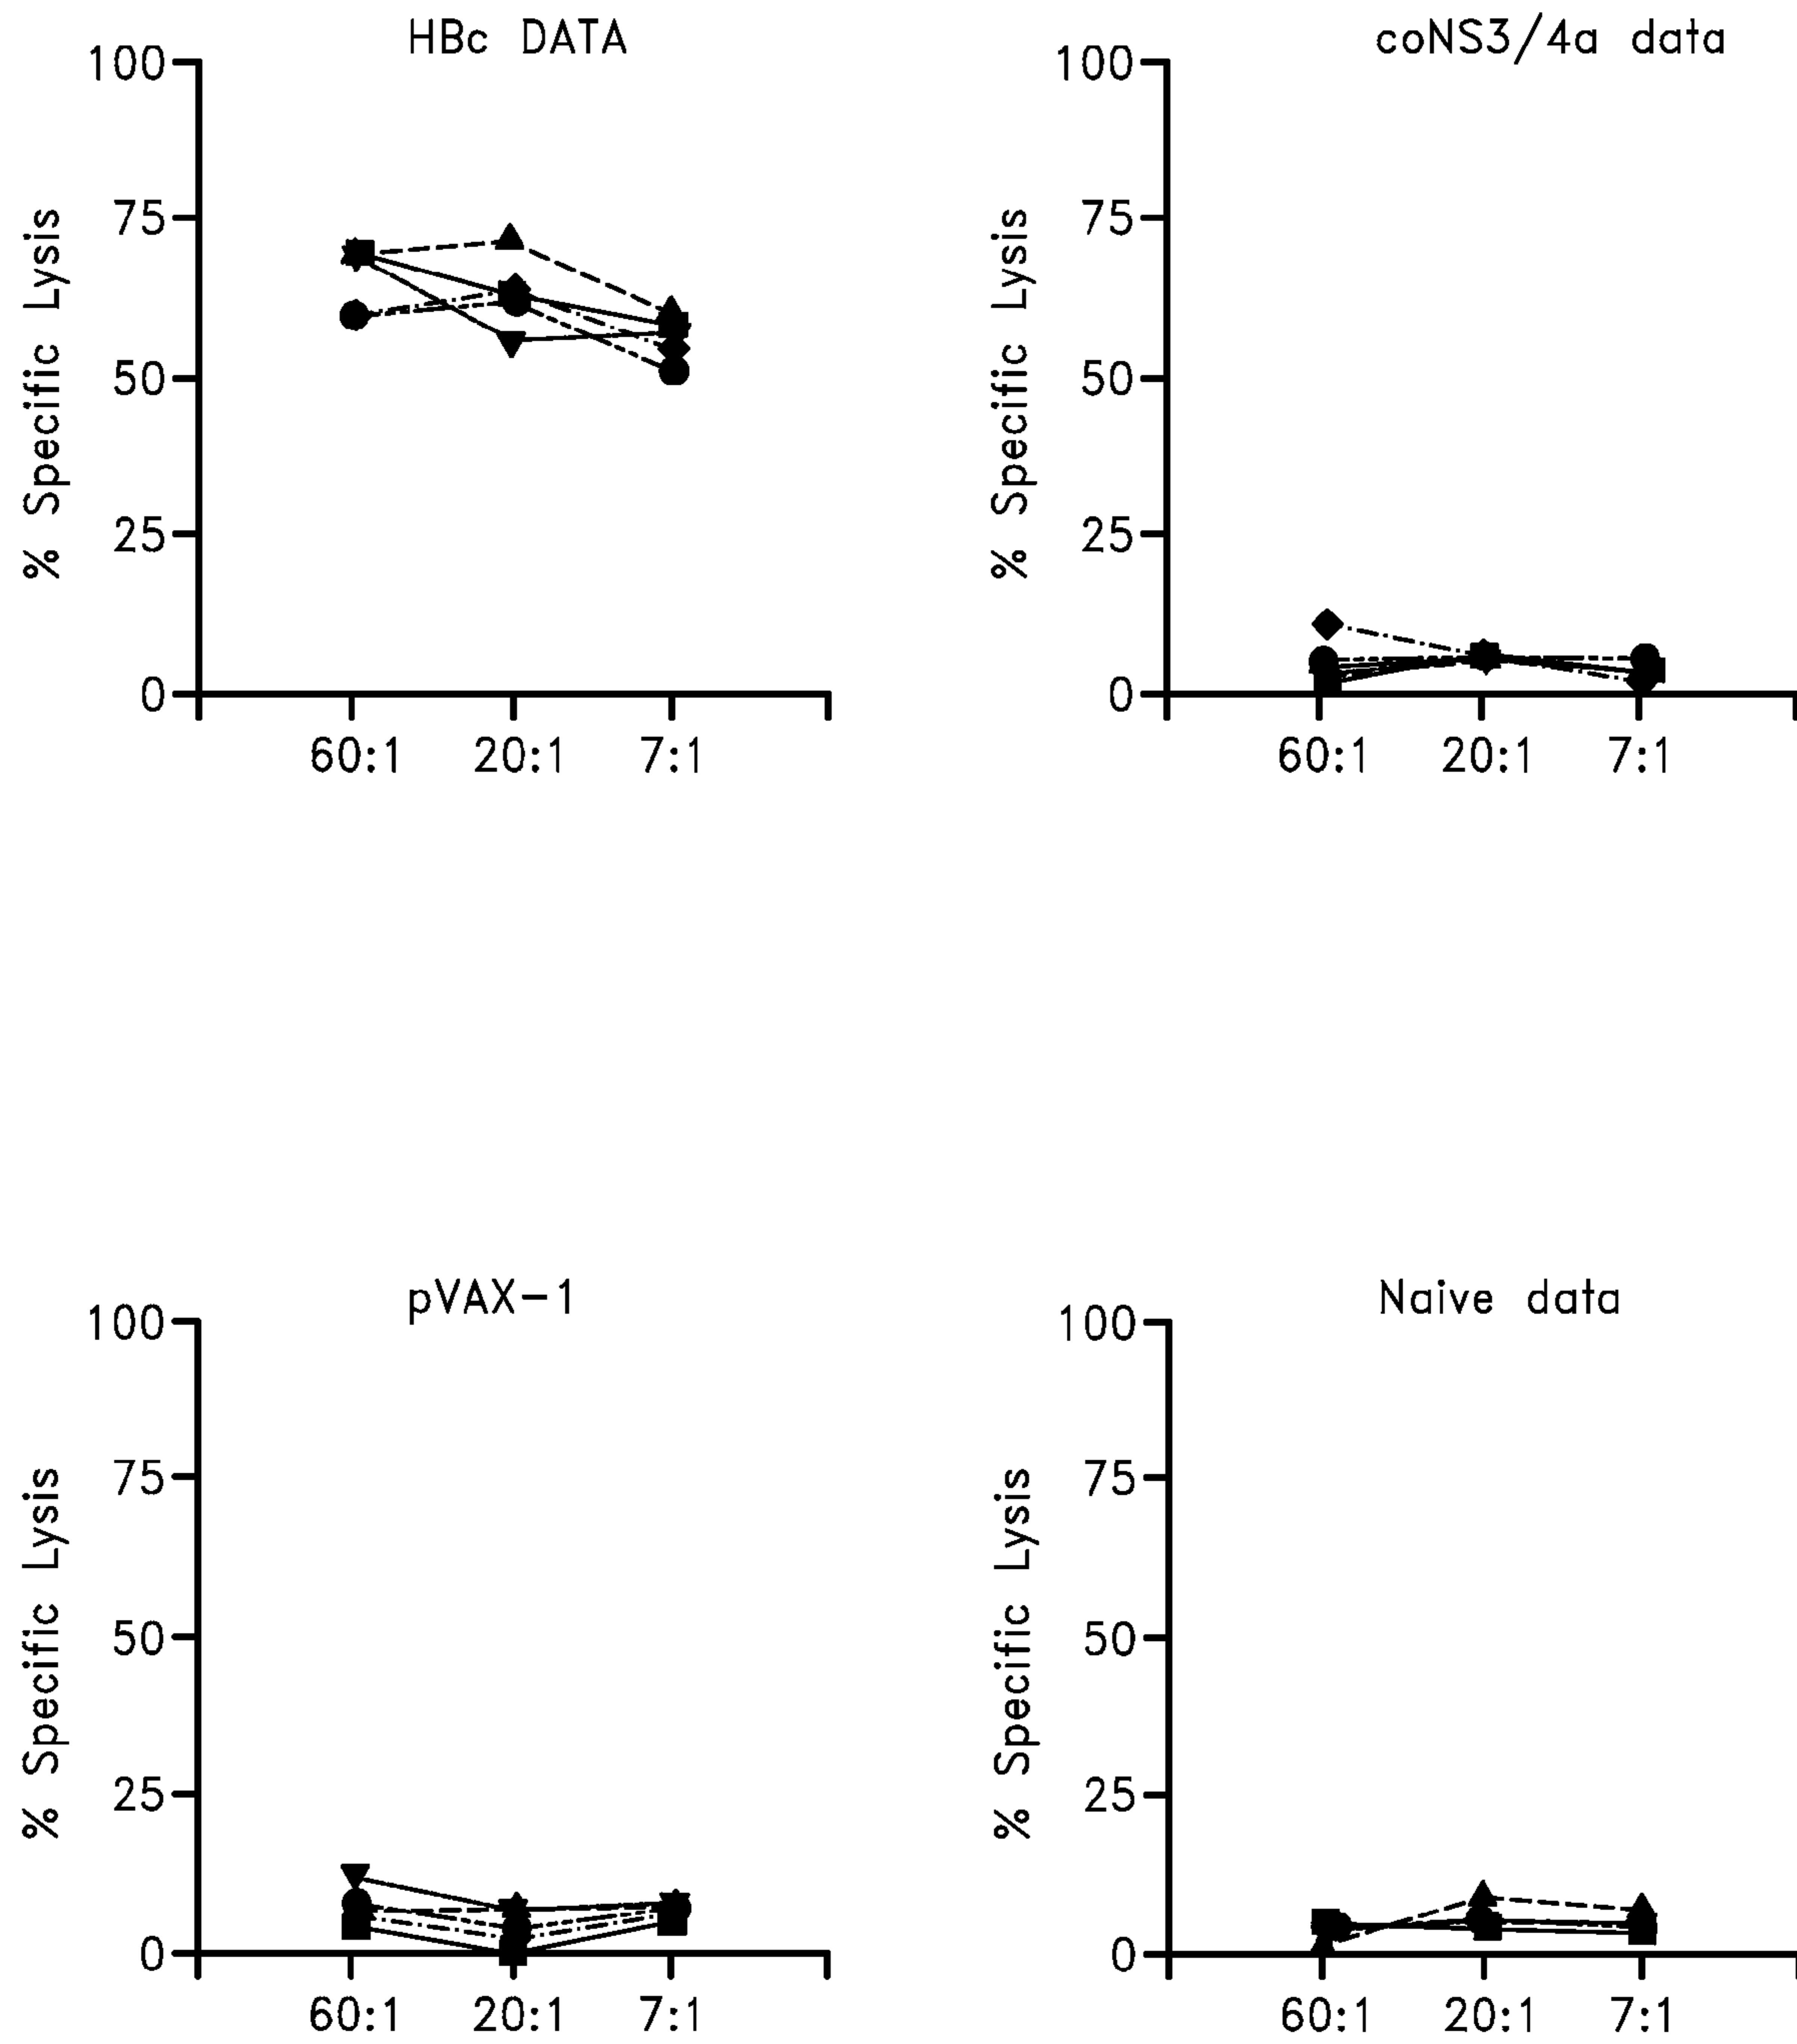 HBc DATA
% Specific Lysis
100
75
50
25
0
60:1 20:1 7:1
coNS3/4a data
% Specific Lysis
100
75
50
25
0
60:1 20:1 7:1
pVAX-1
% Specific Lysis
100
75
50
25
0
60:1 20:1 7:1
Naive data
% Specific Lysis
100
75
50
25
0
60:1 20:1 7:1